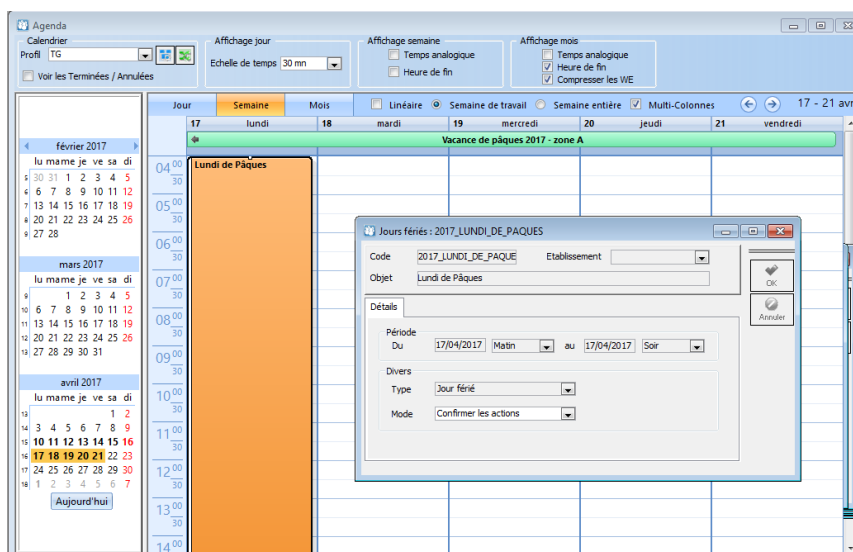 Agenda
Calendrier
Profil TG
Voir les Terminées / Annulées
Affichage jour
Echelle de temps 30 mn
Affichage semaine
Temps analogique
Heure de fin
Affichage mois
Temps analogique
Heure de fin
Compresser les WE
Jour Semaine Mois Linéaire Semaine de travail Semaine entière Multi-Colonnes 17 - 21 avr
17 lundi 18 mardi 19 mercredi 20 jeudi 21 vendredi
Vacance de pâques 2017 - zone A
Lundi de Pâques
04 00
30
05 00
30
06 00
30
07 00
30
08 00
30
09 00
30
10 00
30
11 00
30
12 00
30
13 00
30
14 00
février 2017
lu ma me je ve sa di
5 30 31 1 2 3 4 5
6 6 7 8 9 10 11 12
7 13 14 15 16 17 18 19
8 20 21 22 23 24 25 26
9 27 28
mars 2017
lu ma me je ve sa di
9 1 2 3 4 5
10 6 7 8 9 10 11 12
11 13 14 15 16 17 18 19
12 20 21 22 23 24 25 26
13 27 28 29 30 31
avril 2017
lu ma me je ve sa di
13 1 2
14 3 4 5 6 7 8 9
15 10 11 12 13 14 15 16
16 17 18 19 20 21 22 23
17 24 25 26 27 28 29 30
18 1 2 3 4 5 6 7
Aujourd'hui
Jours fériés : 2017_LUNDI_DE_PAQUES
Code 2017_LUNDI_DE_PAQUE Etablissement
Objet Lundi de Pâques
OK
Annuler
Détails
Période
Du 17/04/2017 Matin au 17/04/2017 Soir
Divers
Type Jour férié
Mode Confirmer les actions